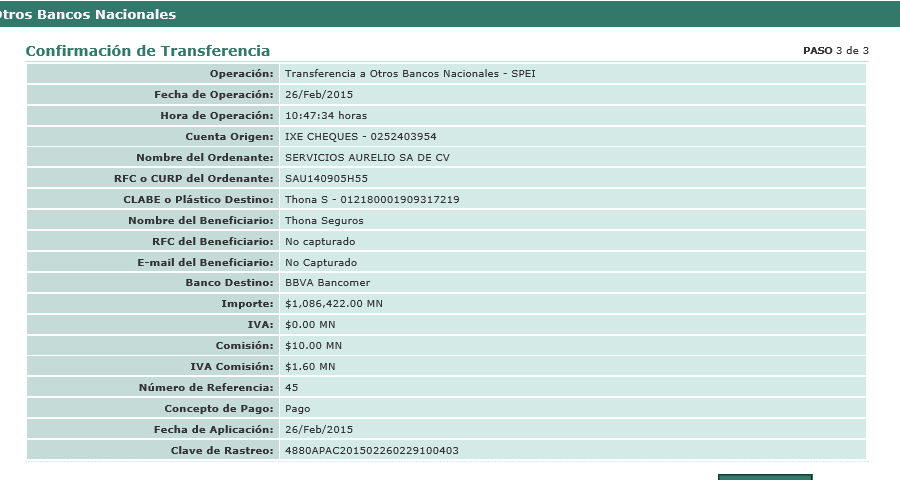 Otros Bancos Nacionales
Confirmación de Transferencia
PASO 3 de 3
Operación: Transferencia a Otros Bancos Nacionales - SPEI
Fecha de Operación: 26/Feb/2015
Hora de Operación: 10:47:34 horas
Cuenta Origen: IXE CHEQUES - 0252403954
Nombre del Ordenante: SERVICIOS AURELIO SA DE CV
RFC o CURP del Ordenante: SAU140905H55
CLABE o Plástico Destino: Thona S - 012180001909317219
Nombre del Beneficiario: Thona Seguros
RFC del Beneficiario: No capturado
E-mail del Beneficiario: No Capturado
Banco Destino: BBVA Bancomer
Importe: $1,086,422.00 MN
IVA: $0.00 MN
Comisión: $10.00 MN
IVA Comisión: $1.60 MN
Número de Referencia: 45
Concepto de Pago: Pago
Fecha de Aplicación: 26/Feb/2015
Clave de Rastreo: 4880APAC201502260229100403